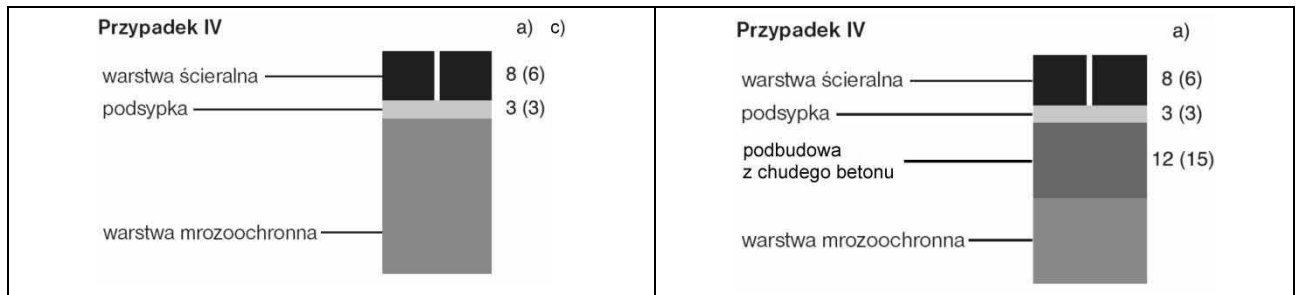 Przypadek IV a) c)
warstwa ścieralna 8 (6)
podsypka 3 (3)
warstwa mrozoochronna
Przypadek IV a)
warstwa ścieralna 8 (6)
podsypka 3 (3)
podbudowa
z chudego betonu 12 (15)
warstwa mrozoochronna